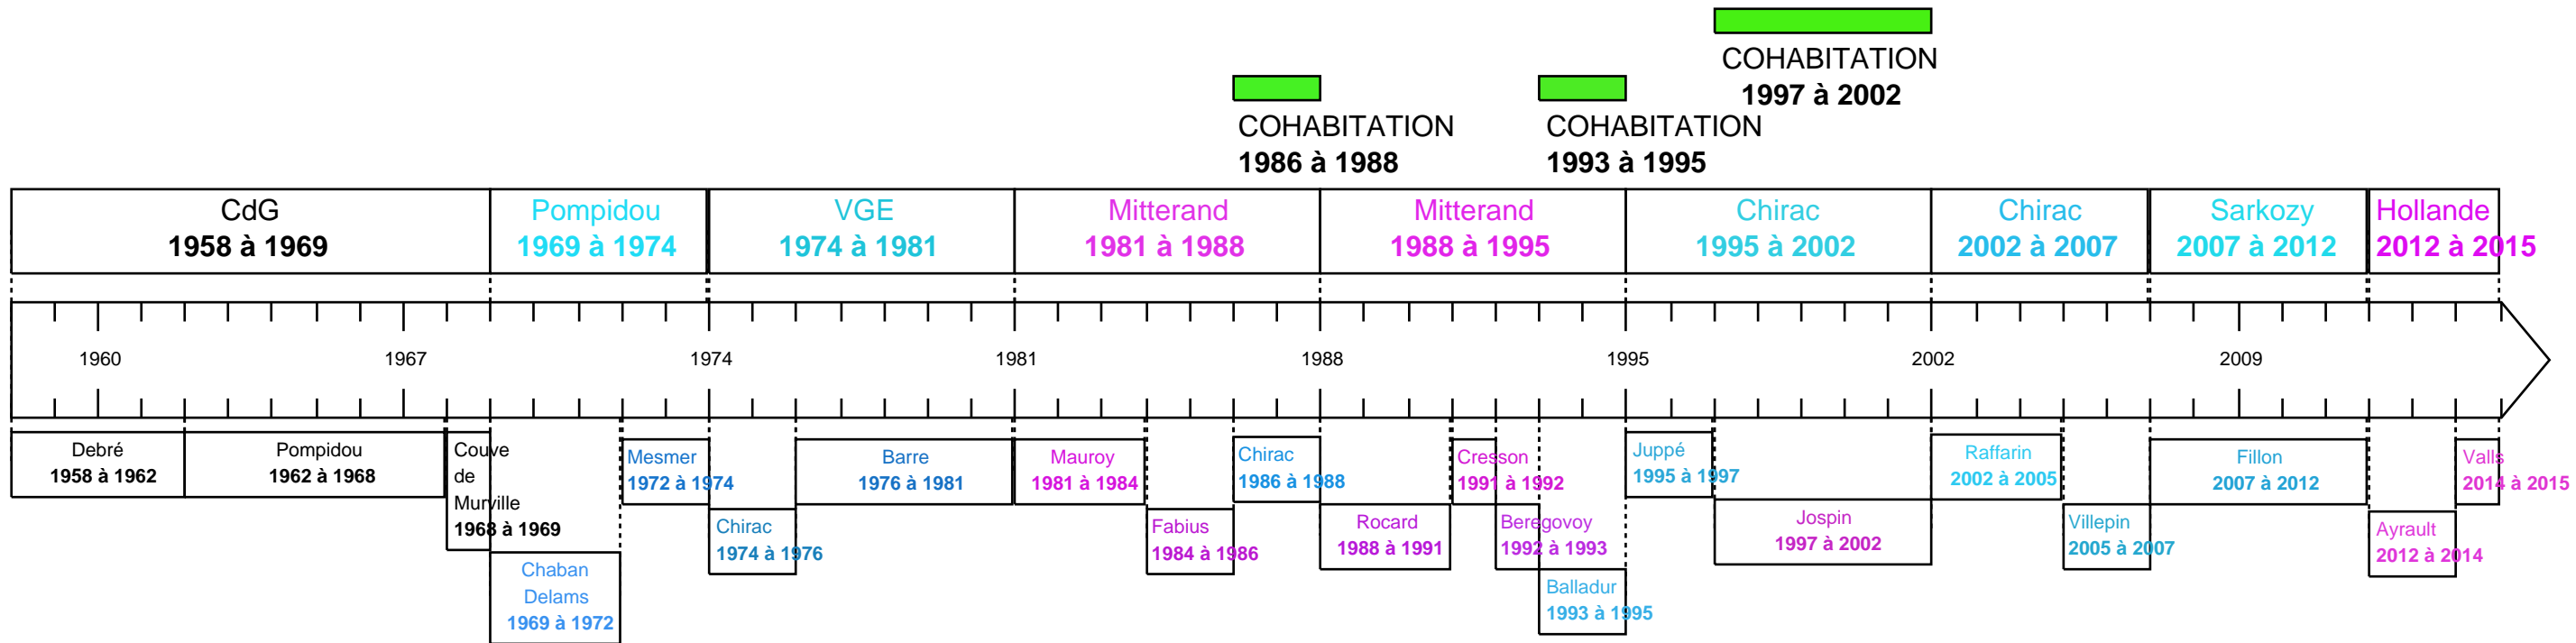 COHABITATION
1997 à 2002
COHABITATION
1986 à 1988
COHABITATION
1993 à 1995
CdG
1958 à 1969
Pompidou
1969 à 1974
VGE
1974 à 1981
Mitterand
1981 à 1988
Mitterand
1988 à 1995
Chirac
1995 à 2002
Chirac
2002 à 2007
Sarkozy
2007 à 2012
Hollande
2012 à 2015
1960
1967
1974
1981
1988
1995
2002
2009
Debré
1958 à 1962
Pompidou
1962 à 1968
Couve
de
Murville
1968 à 1969
Chaban
Delams
1969 à 1972
Mesmer
1972 à 1974
Chirac
1974 à 1976
Barre
1976 à 1981
Mauroy
1981 à 1984
Fabius
1984 à 1986
Chirac
1986 à 1988
Rocard
1988 à 1991
Cresson
1991 à 1992
Beregovoy
1992 à 1993
Balladur
1993 à 1995
Juppé
1995 à 1997
Jospin
1997 à 2002
Raffarin
2002 à 2005
Villepin
2005 à 2007
Fillon
2007 à 2012
Ayrault
2012 à 2014
Valls
2014 à 2015